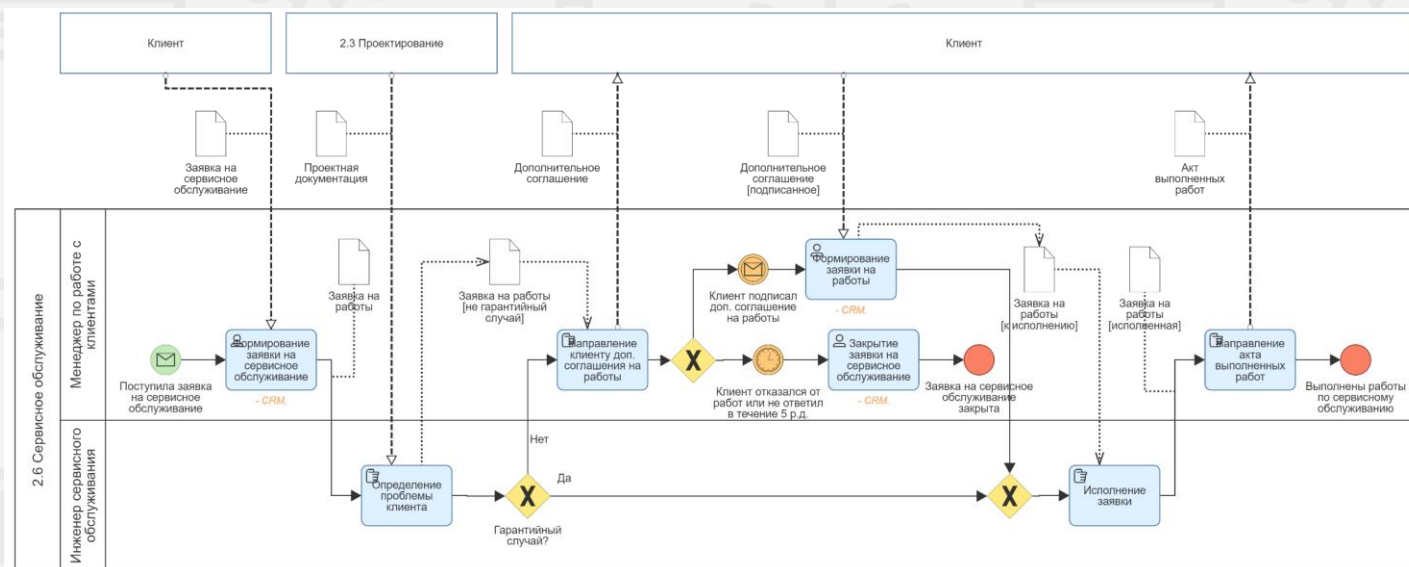 Клиент
2.3 Проектирование
Клиент
Заявка на
сервисное
обслуживание
Проектная
документация
Дополнительное
соглашение
Дополнительное
соглашение
[подписанное]
Акт
выполненных
работ
2.6 Сервисное обслуживание
Менеджер по работе с
клиентами
Поступила заявка
на сервисное
обслуживание
Формирование
заявки на
сервисное
обслуживание
- CRM.
Заявка на
работы
Заявка на работы
[не гарантийный
случай]
Направление
клиенту доп.
соглашения на
работы
Клиент подписал
доп. соглашение
на работы
Формирование
заявки на
работы
- CRM.
Клиент отказался от
работ или не ответил
в течение 5 р.д.
Закрытие
заявки на
сервисное
обслуживание
- CRM.
Заявка на сервисное
обслуживание
закрыта
Заявка на
работы
[к исполнению]
Заявка на
работы
[исполненная]
Направление
акта
выполненных
работ
Выполнены работы
по сервисному
обслуживанию
Инженер сервисного
обслуживания
Определение
проблемы
клиента
Нет
Да
Гарантийный
случай?
Исполнение
заявки